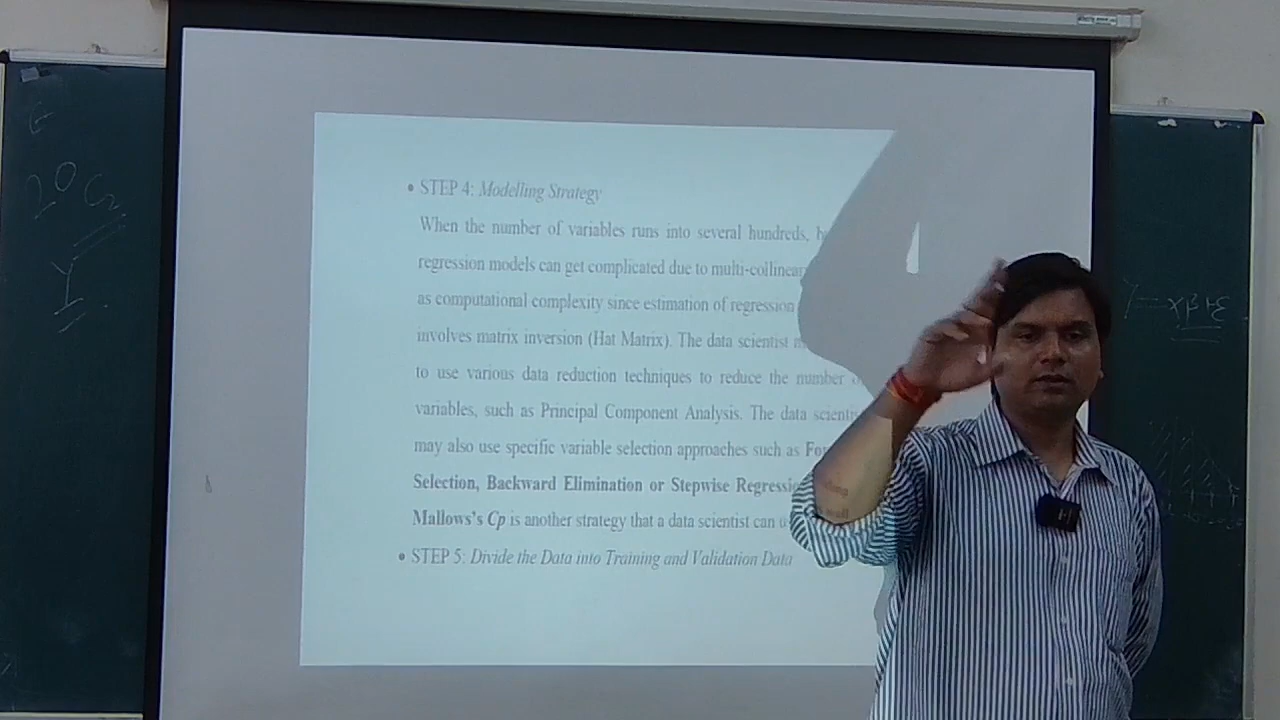 • STEP 4: Modelling Strategy
When the number of variables runs into several hundreds,
regression models can get complicated due to
as computational complexity since estimation of regression
involves matrix inversion (Hat Matrix). The data scientist
to use various data reduction techniques to reduce the number
variables, such as Principal Component Analysis. The data
may also use specific variable selection approaches such as
Selection, Backward Elimination or Stepwise
Mallows's Cp is another strategy that a data scientist can
• STEP 5: Divide the Data into Training and Validation Data
20C₂
Y
Y = Xβ+ε